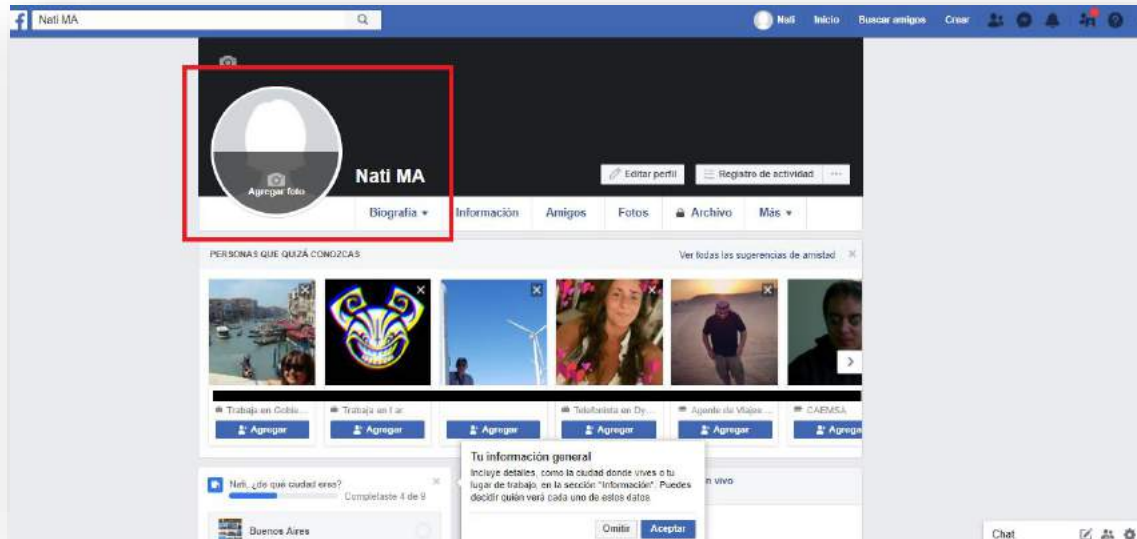 f Nati MA
Nati Inicio Buscar amigos Crear
Agregar foto
Nati MA
Editar perfil Registro de actividad ...
Biografía Información Amigos Fotos Archivo Más
PERSONAS QUE QUIZÁ CONOZCAS Ver todas las sugerencias de amistad
Trabaja en Gobie... Trabaja en Telefonista en Dy... Agente de Viajes ... CAEMSA
Agregar Agregar Agregar Agregar Agregar Agrega
Tu información general
Incluye detalles, como la ciudad donde vives o tu
lugar de trabajo, en la sección "Información". Puedes
decidir quién verá cada uno de estos datos.
Omitir Aceptar
Nati, ¿de qué ciudad eres?
Completaste 4 de 9
n vivo
Buenos Aires
Chat